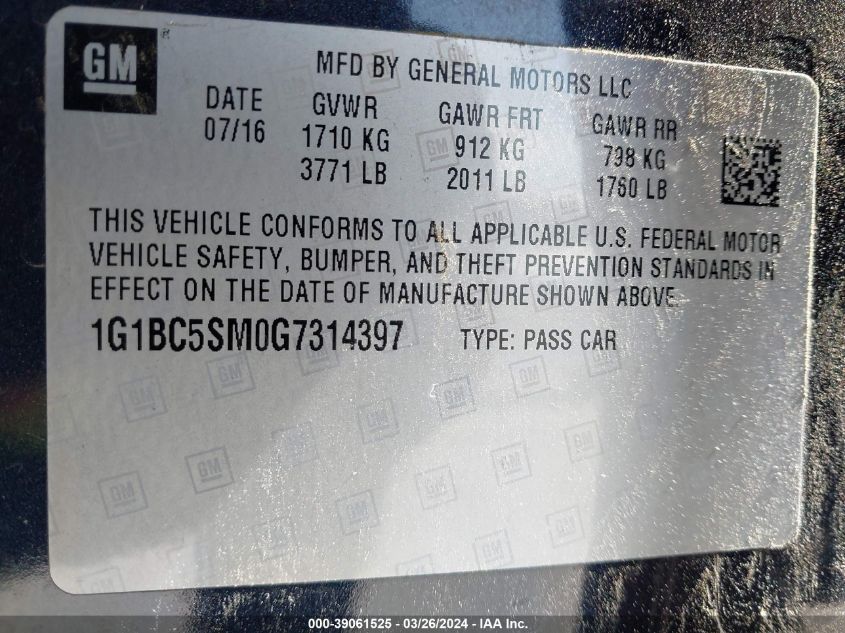 GM
MFD BY GENERAL MOTORS LLC
DATE GVWR GAWR FRT GAWR RR
07/16 1710 KG 912 KG 798 KG
3771 LB 2011 LB 1760 LB
THIS VEHICLE CONFORMS TO ALL APPLICABLE U.S. FEDERAL MOTOR
VEHICLE SAFETY, BUMPER, AND THEFT PREVENTION STANDARDS IN
EFFECT ON THE DATE OF MANUFACTURE SHOWN ABOVE.
1G1BC5SM0G7314397 TYPE: PASS CAR
000-39061525 - 03/26/2024 - IAA Inc.